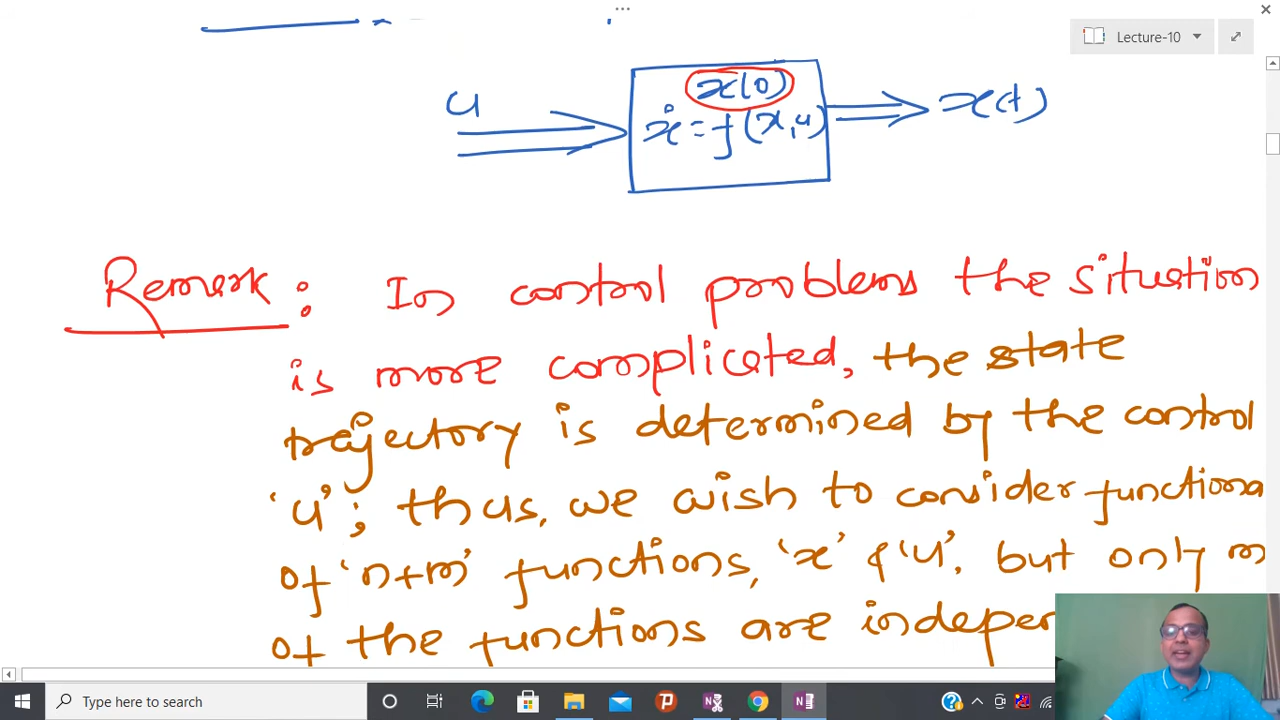 Lecture-10
x(0)
u
ẋ = f(x,u)
x(t)
Remark: In control problems the situation
is more complicated, the state
trajectory is determined by the control
'u'; thus, we wish to consider functiona
of 'n+m' functions, 'x' & 'u', but only m
of the functions are indepen
Type here to search